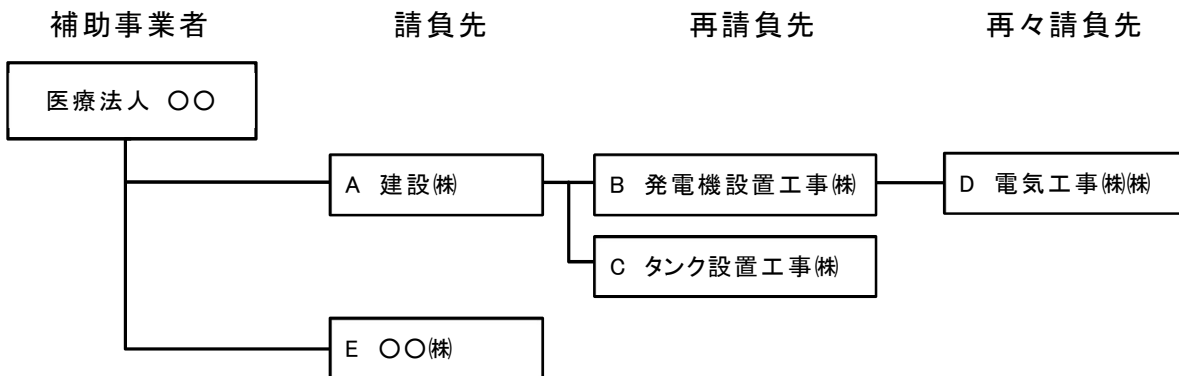 補助事業者 請負先 再請負先 再々請負先
医療法人 〇〇
A 建設㈱ B 発電機設置工事㈱ D 電気工事㈱㈱
C タンク設置工事㈱
E 〇〇㈱